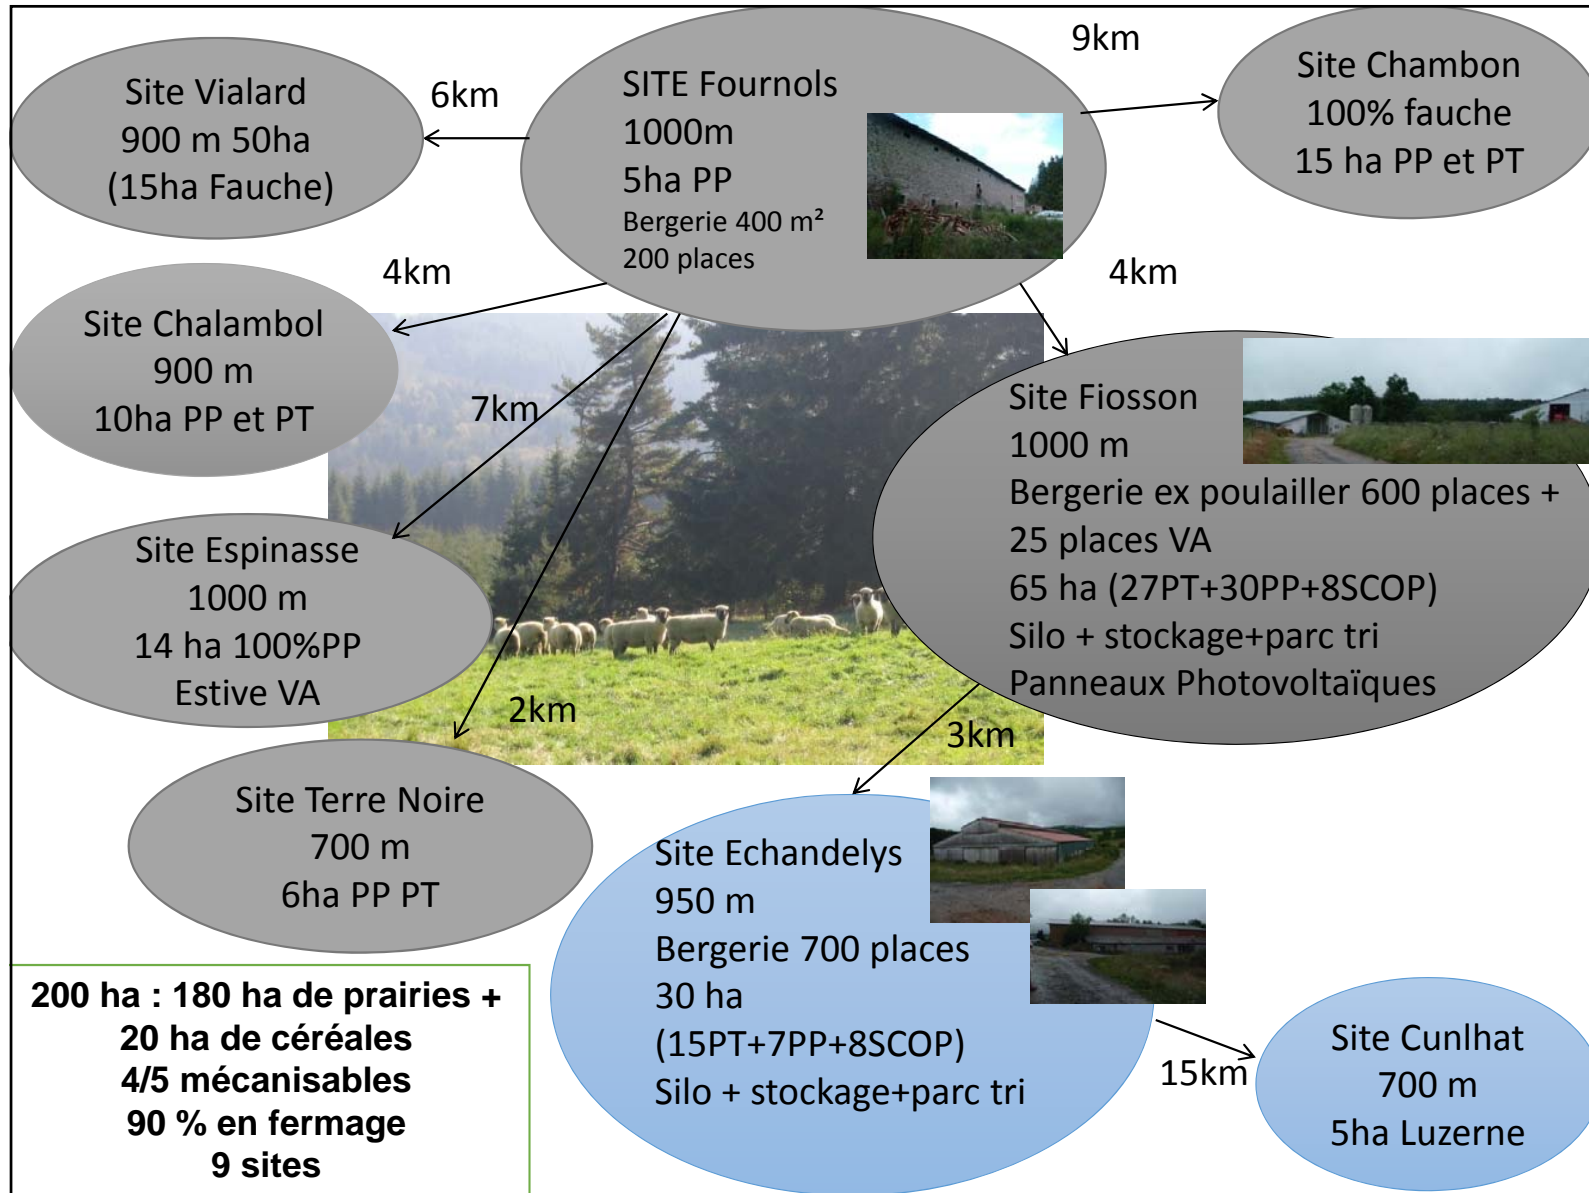 Site Vialard
900 m 50ha
(15ha Fauche)
6km
SITE Fournols
1000m
5ha PP
Bergerie 400 m²
200 places
9km
Site Chambon
100% fauche
15 ha PP et PT
4km
4km
Site Chalambol
900 m
10ha PP et PT
7km
Site Fiosson
1000 m
Bergerie ex poulailler 600 places +
25 places VA
65 ha (27PT+30PP+8SCOP)
Silo + stockage+parc tri
Panneaux Photovoltaïques
Site Espinasse
1000 m
14 ha 100%PP
Estive VA
2km
3km
Site Terre Noire
700 m
6ha PP PT
Site Echandelys
950 m
Bergerie 700 places
30 ha
(15PT+7PP+8SCOP)
Silo + stockage+parc tri
15km
Site Cunlhat
700 m
5ha Luzerne
200 ha : 180 ha de prairies +
20 ha de céréales
4/5 mécanisables
90 % en fermage
9 sites